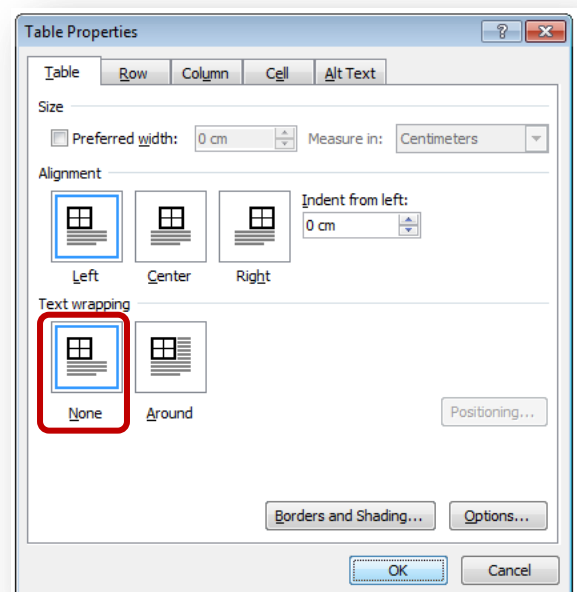 Table Properties
?
Table Row Column Cell Alt Text
Size
Preferred width: 0 cm Measure in: Centimeters
Alignment
Indent from left:
0 cm
Left Center Right
Text wrapping
None Around
Positioning...
Borders and Shading... Options...
OK Cancel